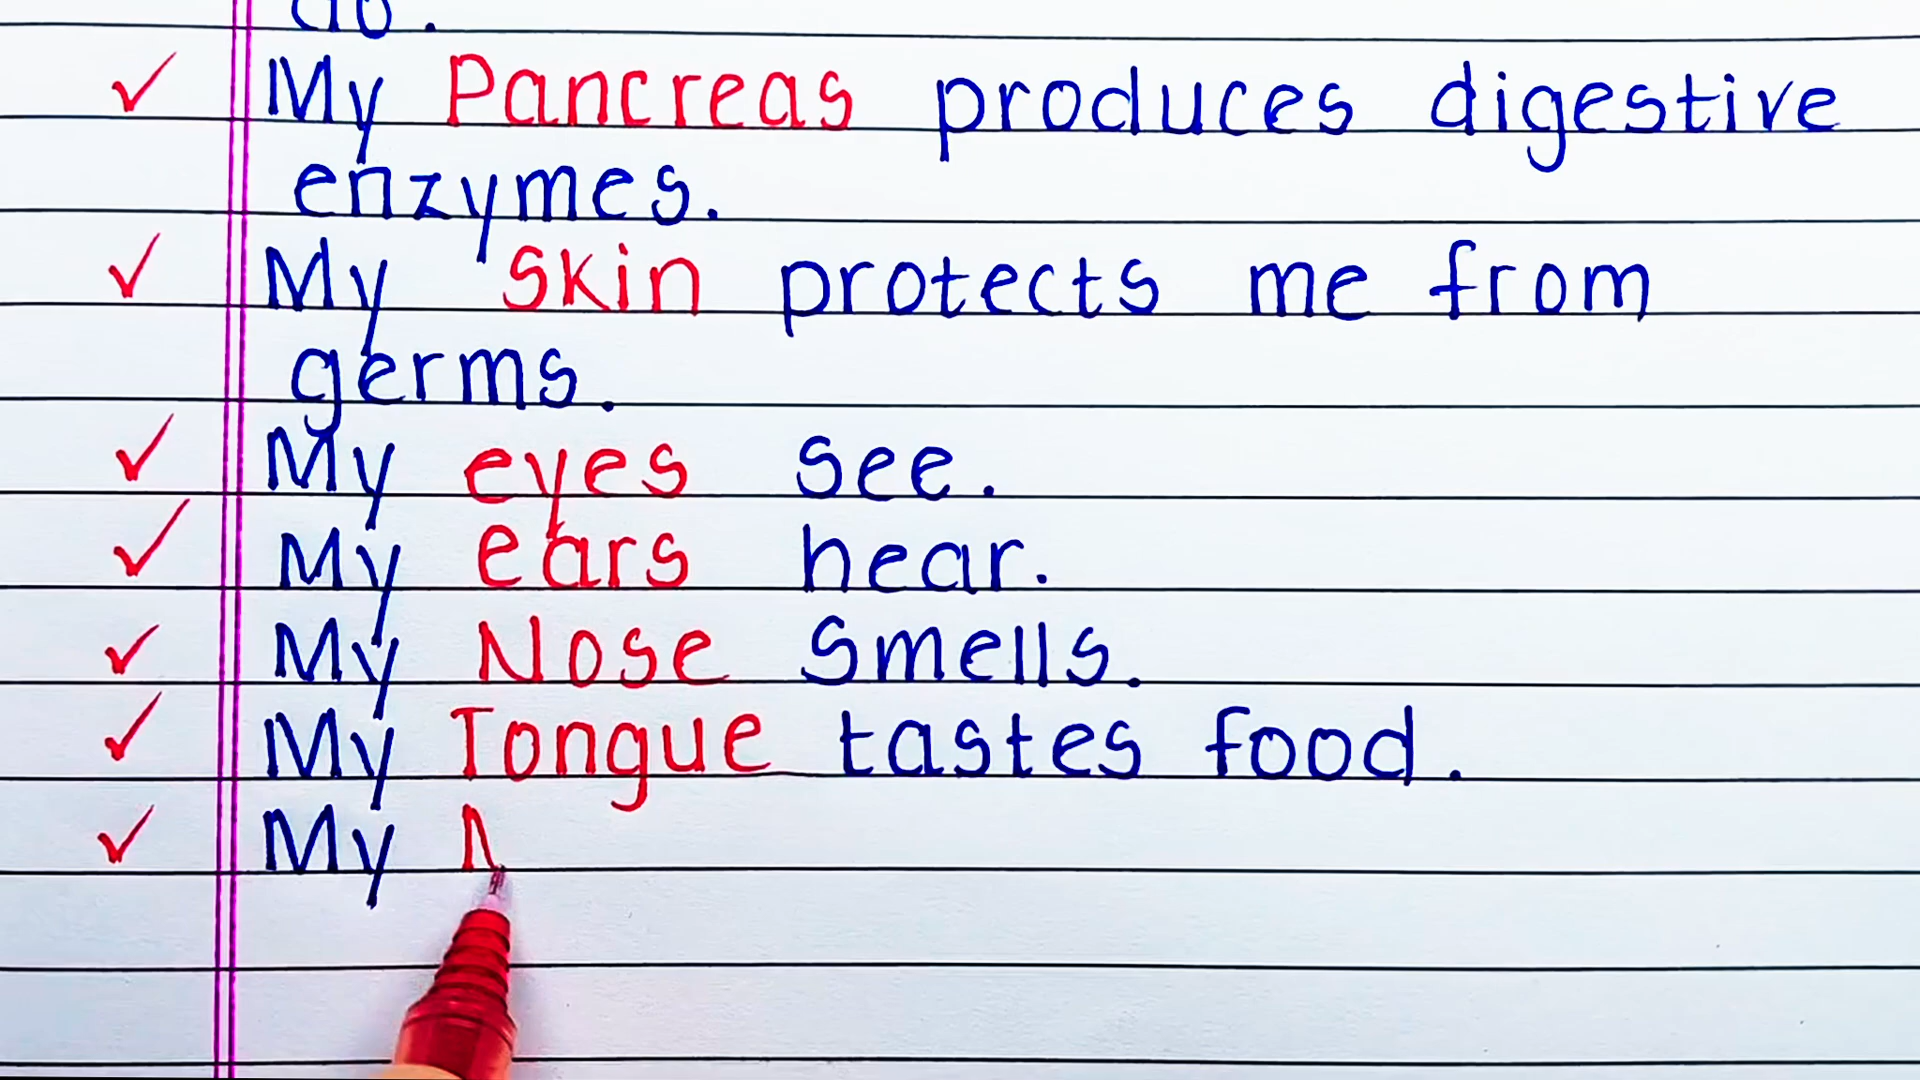 do.
✓ My Pancreas produces digestive
enzymes.
✓ My Skin protects me from
germs.
✓ My eyes see.
✓ My ears hear.
✓ My Nose Smells.
✓ My Tongue tastes food.
✓ My